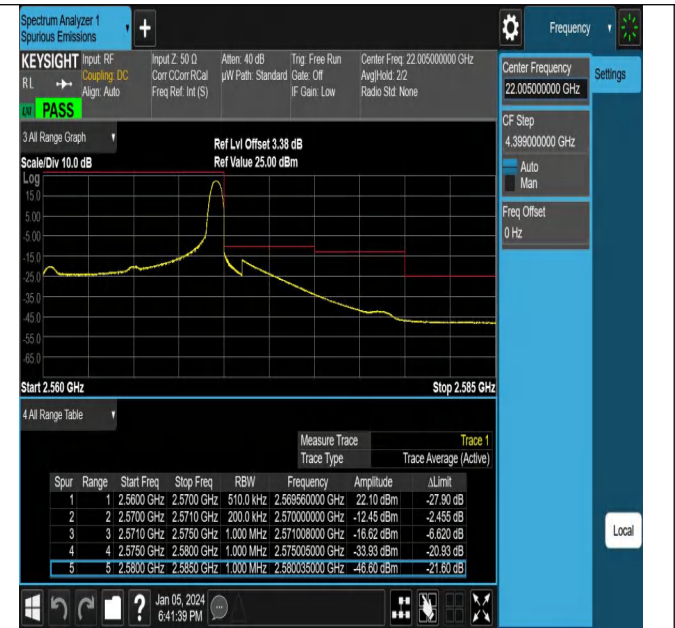 Spectrum Analyzer 1
Spurious Emissions
+
Frequency
KEYSIGHT
RL
Input: RF
Coupling: DC
Align: Auto
Input Z: 50 Ω
Corr CCorr RCal
Freq Ref: Int (S)
Atten: 40 dB
µW Path: Standard
Trig: Free Run
Gate: Off
IF Gain: Low
Center Freq: 22.005000000 GHz
Avg|Hold: 2/2
Radio Std: None
PASS
Center Frequency
22.005000000 GHz
Settings
CF Step
4.399000000 GHz
Auto
Man
Freq Offset
0 Hz
3 All Range Graph
Scale/Div 10.0 dB
Ref Lvl Offset 3.38 dB
Ref Value 25.00 dBm
Log
15.0
5.00
-5.00
-15.0
-25.0
-35.0
-45.0
-55.0
-65.0
Start 2.560 GHz Stop 2.585 GHz
4 All Range Table
Measure Trace Trace 1
Trace Type Trace Average (Active)
Spur Range Start Freq Stop Freq RBW Frequency Amplitude ΔLimit
1 1 2.5600 GHz 2.5700 GHz 510.0 kHz 2.569560000 GHz 22.10 dBm -27.90 dB
2 2 2.5700 GHz 2.5710 GHz 200.0 kHz 2.570000000 GHz -12.45 dBm -2.455 dB
3 3 2.5710 GHz 2.5750 GHz 1.000 MHz 2.571008000 GHz -16.62 dBm -6.620 dB
4 4 2.5750 GHz 2.5800 GHz 1.000 MHz 2.575005000 GHz -33.93 dBm -20.93 dB
5 5 2.5800 GHz 2.5850 GHz 1.000 MHz 2.580035000 GHz -46.60 dBm -21.60 dB
Local
?
Jan 05, 2024
6:41:39 PM